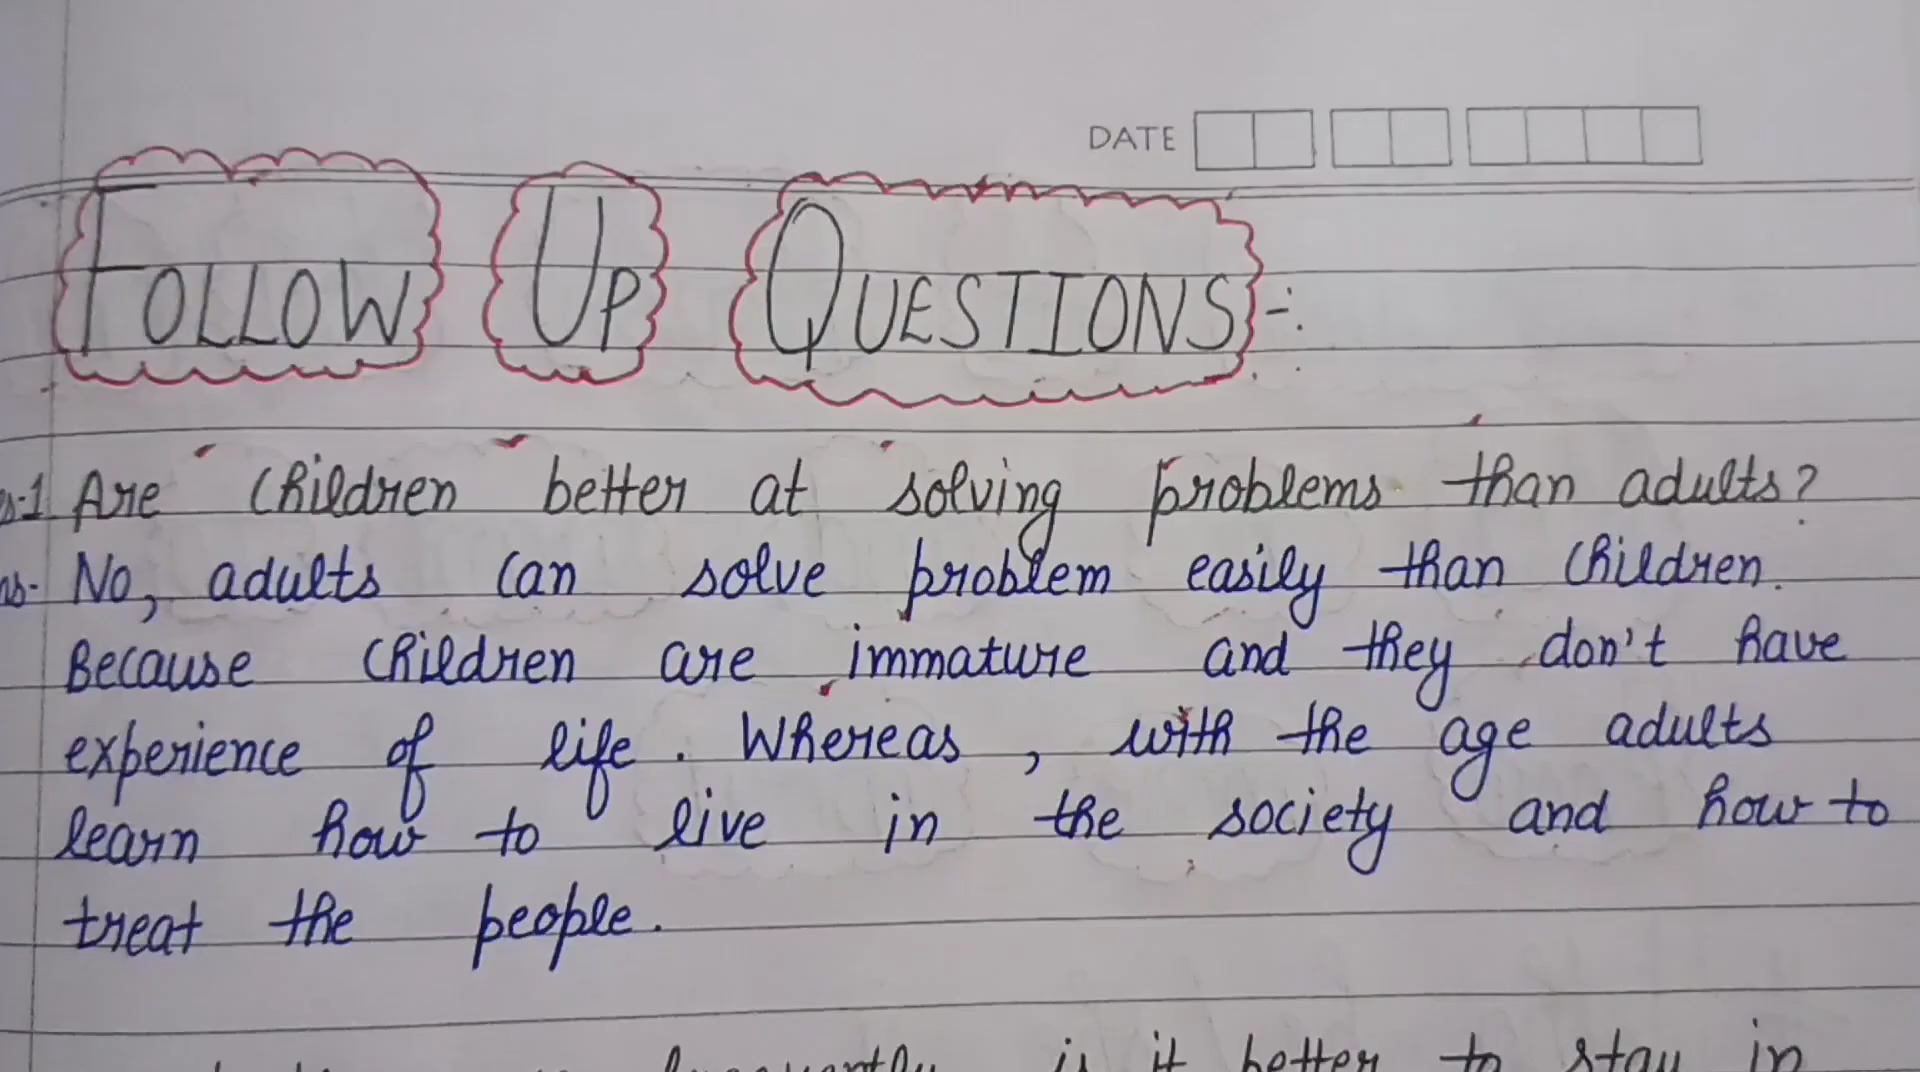 DATE
FOLLOW UP QUESTIONS -:
s-1 Are children better at solving problems than adults?
ns- No, adults can solve problem easily than children.
Because children are immature and they don't have
experience of life. Whereas, with the age adults
learn how to live in the society and how to
treat the people.
is it better to stay in